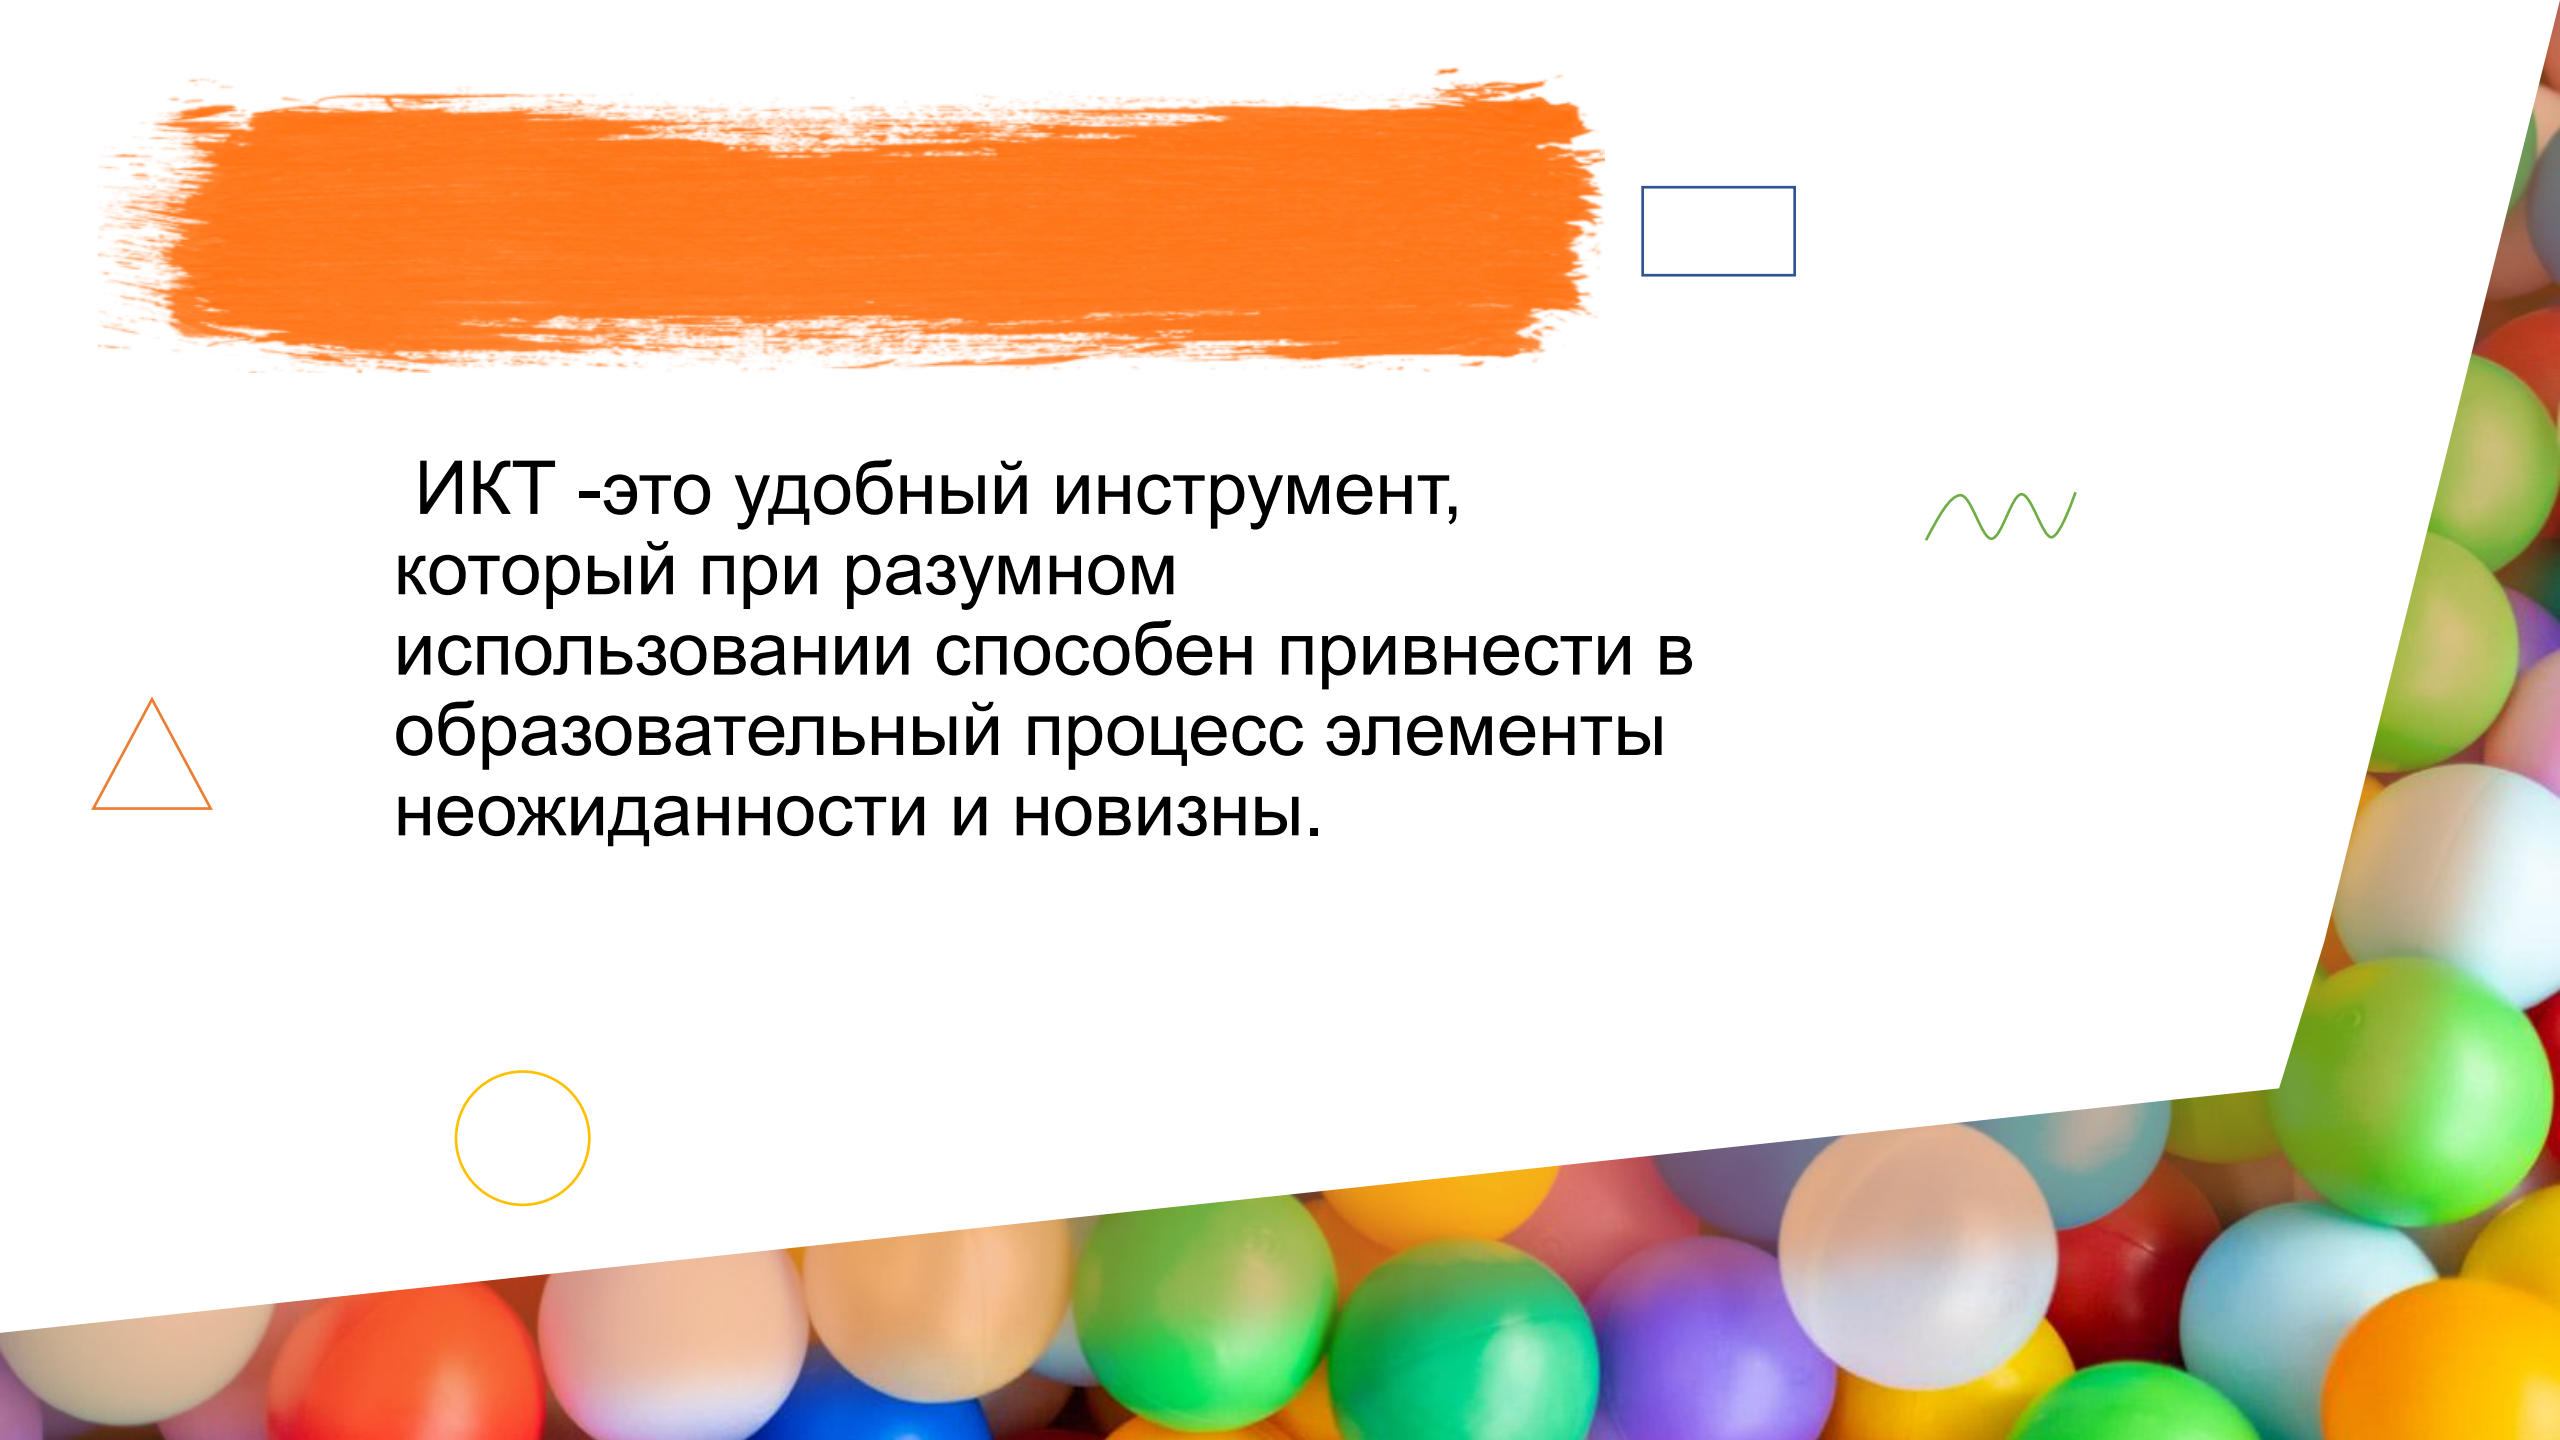 ИКТ -это удобный инструмент,
который при разумном
использовании способен привнести в
образовательный процесс элементы
неожиданности и новизны.